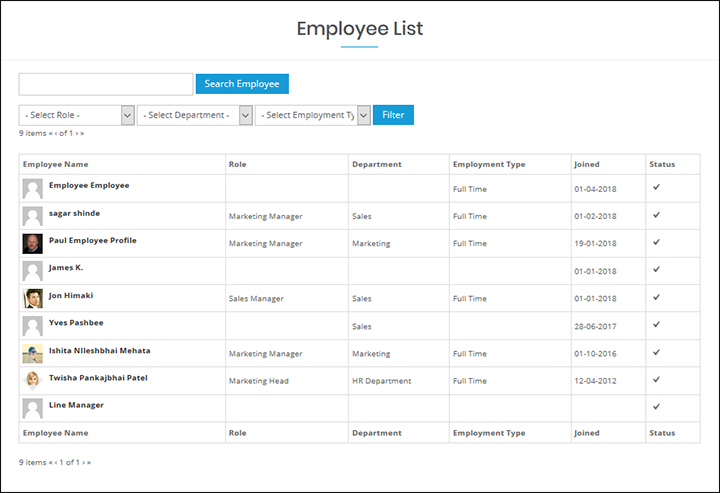 Employee List
Search Employee
- Select Role - - Select Department - - Select Employment Ty Filter
9 items « ‹ of 1 › »
Employee Name Role Department Employment Type Joined Status
Employee Employee Full Time 01-04-2018 ✓
sagar shinde Marketing Manager Sales Full Time 01-02-2018 ✓
Paul Employee Profile Marketing Manager Marketing Full Time 19-01-2018 ✓
James K. 01-01-2018 ✓
Jon Himaki Sales Manager Sales Full Time 01-01-2018 ✓
Yves Pashbee Sales 28-06-2017 ✓
Ishita NIleshbhai Mehata Marketing Manager Marketing Full Time 01-10-2016 ✓
Twisha Pankajbhai Patel Marketing Head HR Department Full Time 12-04-2012 ✓
Line Manager ✓
Employee Name Role Department Employment Type Joined Status
9 items « ‹ 1 of 1 › »